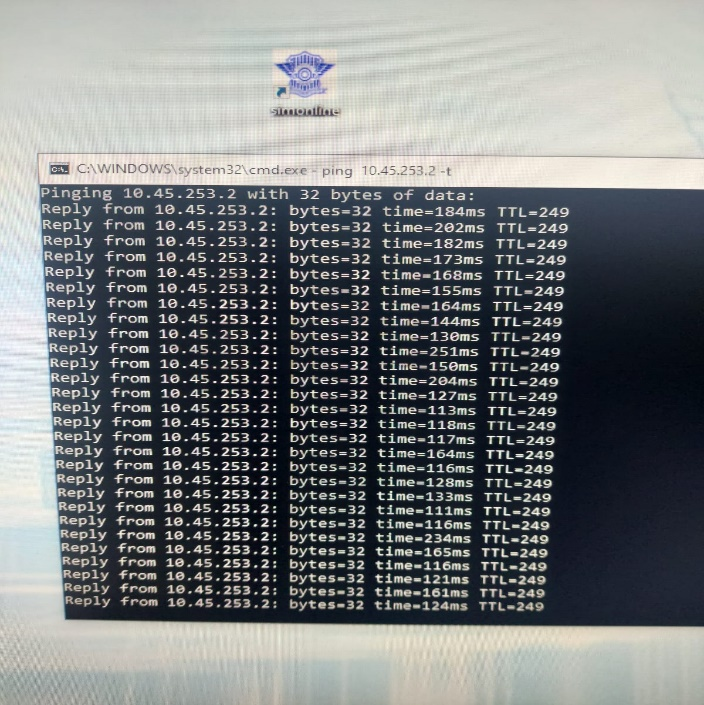 simonline
C:\WINDOWS\system32\cmd.exe - ping 10.45.253.2 -t
Pinging 10.45.253.2 with 32 bytes of data:
Reply from 10.45.253.2: bytes=32 time=184ms TTL=249
Reply from 10.45.253.2: bytes=32 time=202ms TTL=249
Reply from 10.45.253.2: bytes=32 time=182ms TTL=249
Reply from 10.45.253.2: bytes=32 time=173ms TTL=249
Reply from 10.45.253.2: bytes=32 time=168ms TTL=249
Reply from 10.45.253.2: bytes=32 time=155ms TTL=249
Reply from 10.45.253.2: bytes=32 time=164ms TTL=249
Reply from 10.45.253.2: bytes=32 time=144ms TTL=249
Reply from 10.45.253.2: bytes=32 time=130ms TTL=249
Reply from 10.45.253.2: bytes=32 time=251ms TTL=249
Reply from 10.45.253.2: bytes=32 time=150ms TTL=249
Reply from 10.45.253.2: bytes=32 time=204ms TTL=249
Reply from 10.45.253.2: bytes=32 time=127ms TTL=249
Reply from 10.45.253.2: bytes=32 time=113ms TTL=249
Reply from 10.45.253.2: bytes=32 time=118ms TTL=249
Reply from 10.45.253.2: bytes=32 time=117ms TTL=249
Reply from 10.45.253.2: bytes=32 time=164ms TTL=249
Reply from 10.45.253.2: bytes=32 time=116ms TTL=249
Reply from 10.45.253.2: bytes=32 time=128ms TTL=249
Reply from 10.45.253.2: bytes=32 time=133ms TTL=249
Reply from 10.45.253.2: bytes=32 time=111ms TTL=249
Reply from 10.45.253.2: bytes=32 time=116ms TTL=249
Reply from 10.45.253.2: bytes=32 time=234ms TTL=249
Reply from 10.45.253.2: bytes=32 time=165ms TTL=249
Reply from 10.45.253.2: bytes=32 time=116ms TTL=249
Reply from 10.45.253.2: bytes=32 time=121ms TTL=249
Reply from 10.45.253.2: bytes=32 time=161ms TTL=249
Reply from 10.45.253.2: bytes=32 time=124ms TTL=249